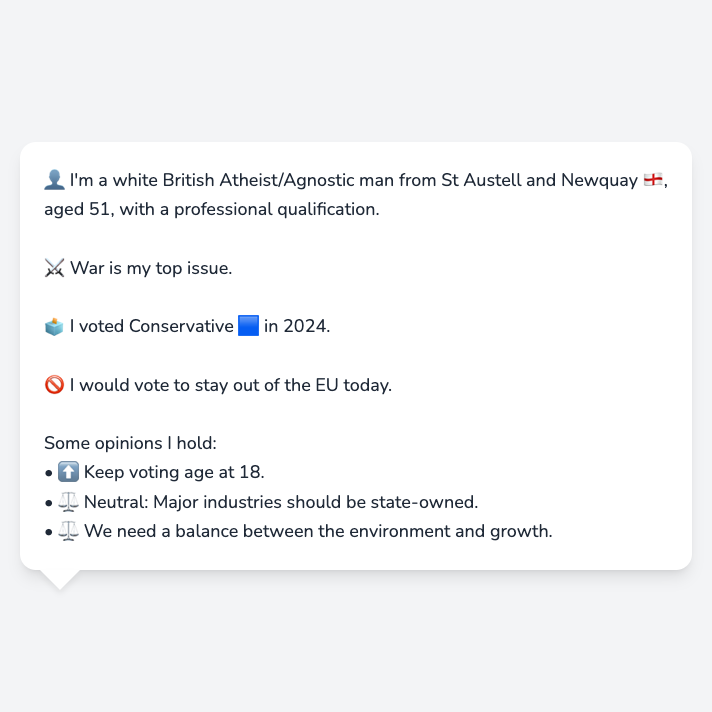 👤 I'm a white British Atheist/Agnostic man from St Austell and Newquay 🏴󠁧󠁢󠁥󠁮󠁧󠁿,
aged 51, with a professional qualification.
⚔️ War is my top issue.
🗳️ I voted Conservative 🟦 in 2024.
🚫 I would vote to stay out of the EU today.
Some opinions I hold:
• ⬆️ Keep voting age at 18.
• ⚖️ Neutral: Major industries should be state-owned.
• ⚖️ We need a balance between the environment and growth.